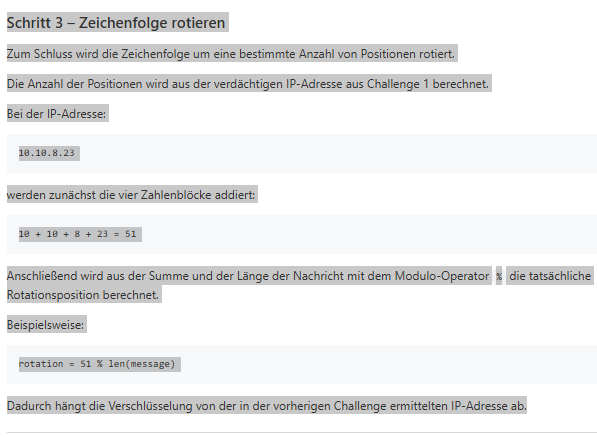 Schritt 3 – Zeichenfolge rotieren
Zum Schluss wird die Zeichenfolge um eine bestimmte Anzahl von Positionen rotiert.
Die Anzahl der Positionen wird aus der verdächtigen IP-Adresse aus Challenge 1 berechnet.
Bei der IP-Adresse:
10.10.8.23
werden zunächst die vier Zahlenblöcke addiert:
10 + 10 + 8 + 23 = 51
Anschließend wird aus der Summe und der Länge der Nachricht mit dem Modulo-Operator % die tatsächliche
Rotationsposition berechnet.
Beispielsweise:
rotation = 51 % len(message)
Dadurch hängt die Verschlüsselung von der in der vorherigen Challenge ermittelten IP-Adresse ab.